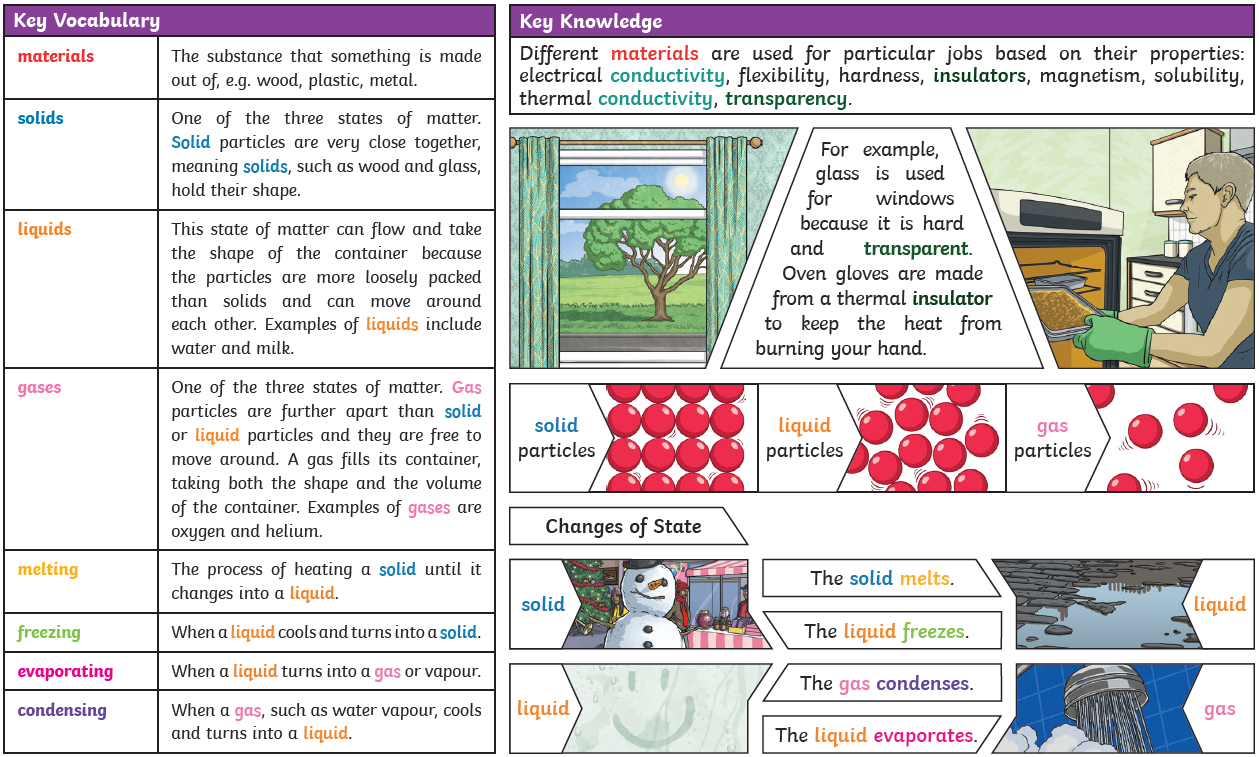 Key Vocabulary
materials
The substance that something is made
out of, e.g. wood, plastic, metal.
solids
One of the three states of matter.
Solid particles are very close together,
meaning solids, such as wood and glass,
hold their shape.
liquids
This state of matter can flow and take
the shape of the container because
the particles are more loosely packed
than solids and can move around
each other. Examples of liquids include
water and milk.
gases
One of the three states of matter. Gas
particles are further apart than solid
or liquid particles and they are free to
move around. A gas fills its container,
taking both the shape and the volume
of the container. Examples of gases are
oxygen and helium.
melting
The process of heating a solid until it
changes into a liquid.
freezing
When a liquid cools and turns into a solid.
evaporating
When a liquid turns into a gas or vapour.
condensing
When a gas, such as water vapour, cools
and turns into a liquid.
Key Knowledge
Different materials are used for particular jobs based on their properties:
electrical conductivity, flexibility, hardness, insulators, magnetism, solubility,
thermal conductivity, transparency.
For example,
glass is used
for windows
because it is hard
and transparent.
Oven gloves are made
from a thermal insulator
to keep the heat from
burning your hand.
solid
particles
liquid
particles
gas
particles
Changes of State
solid
The solid melts.
The liquid freezes.
liquid
liquid
The gas condenses.
The liquid evaporates.
gas